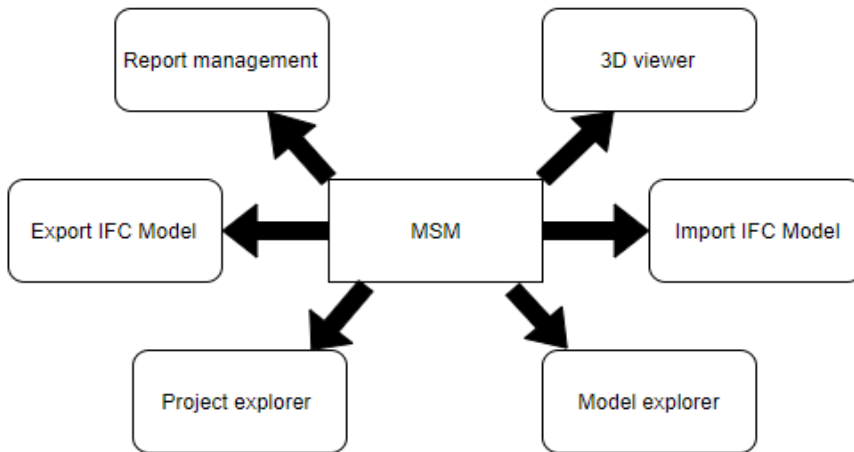 Report management
3D viewer
Export IFC Model
MSM
Import IFC Model
Project explorer
Model explorer